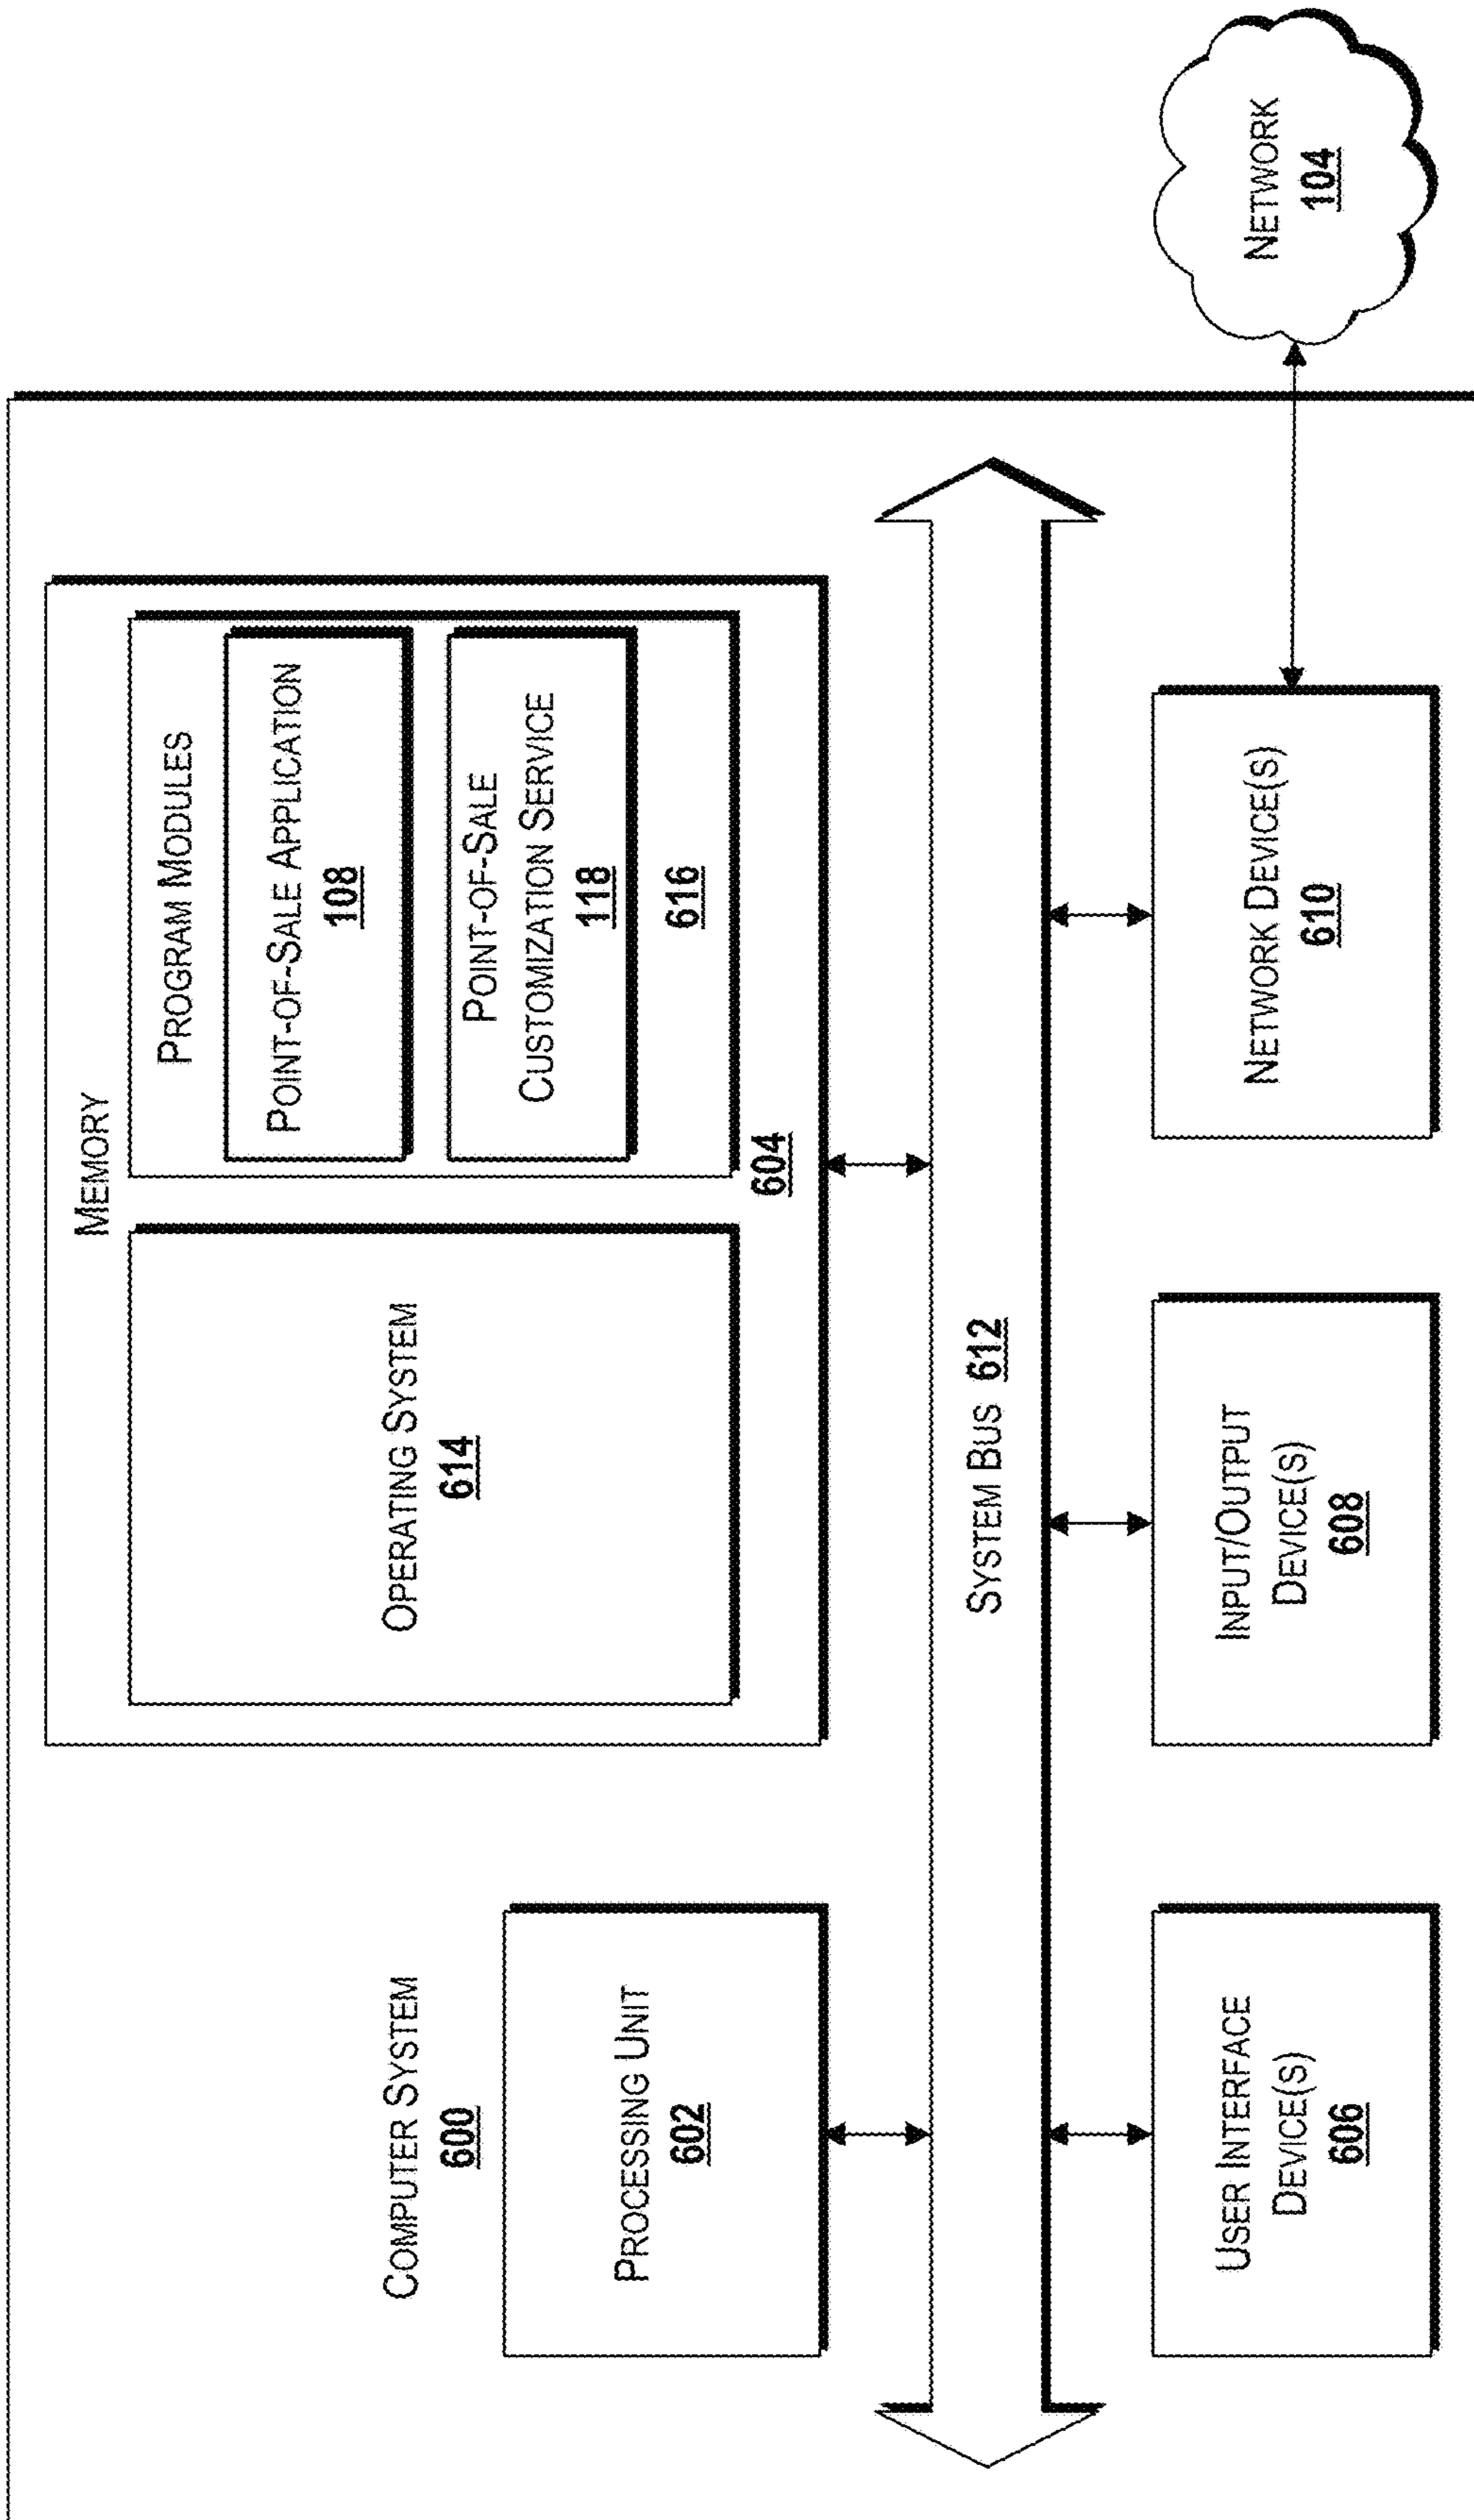 COMPUTER SYSTEM
600
PROCESSING UNIT
602
MEMORY
OPERATING SYSTEM
614
PROGRAM MODULES
POINT-OF-SALE APPLICATION
108
POINT-OF-SALE
CUSTOMIZATION SERVICE
118
616
604
SYSTEM BUS 612
USER INTERFACE
DEVICE(S)
606
INPUT/OUTPUT
DEVICE(S)
608
NETWORK DEVICE(S)
610
NETWORK
104